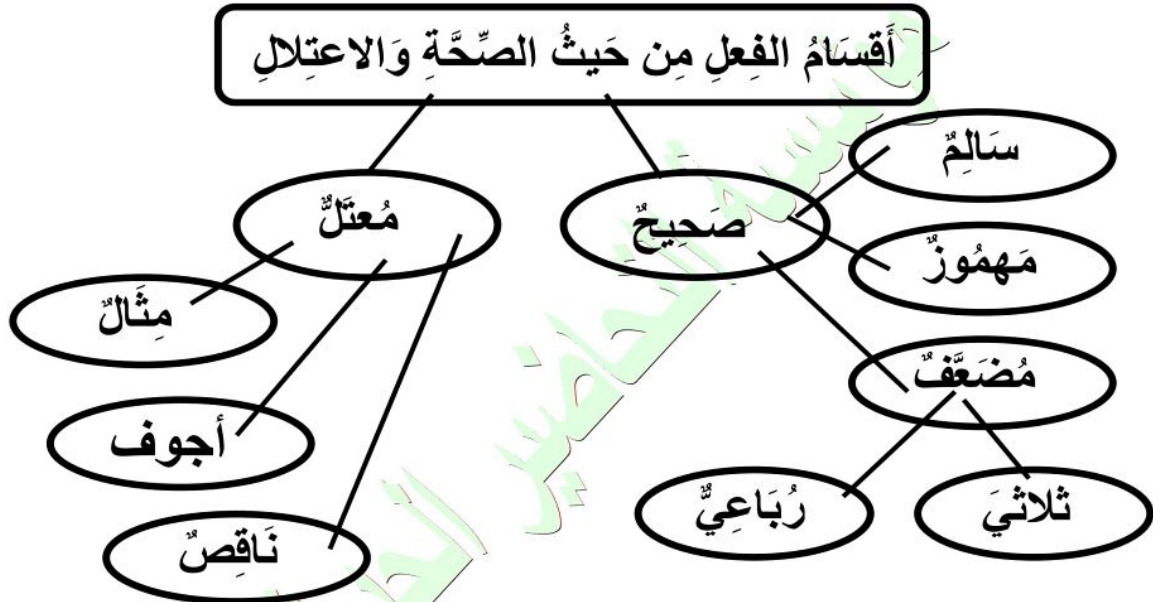 أَقسَامُ الفِعلِ مِن حَيثُ الصِّحَّةِ وَالاعتِلالِ
سَالِمٌ
صَحِيحٌ
مُعتَلٌّ
مَهمُوزٌ
مِثَالٌ
مُضَعَّفٌ
أجوف
ثلاثيَ
رُبَاعِيٌّ
نَاقِصٌ